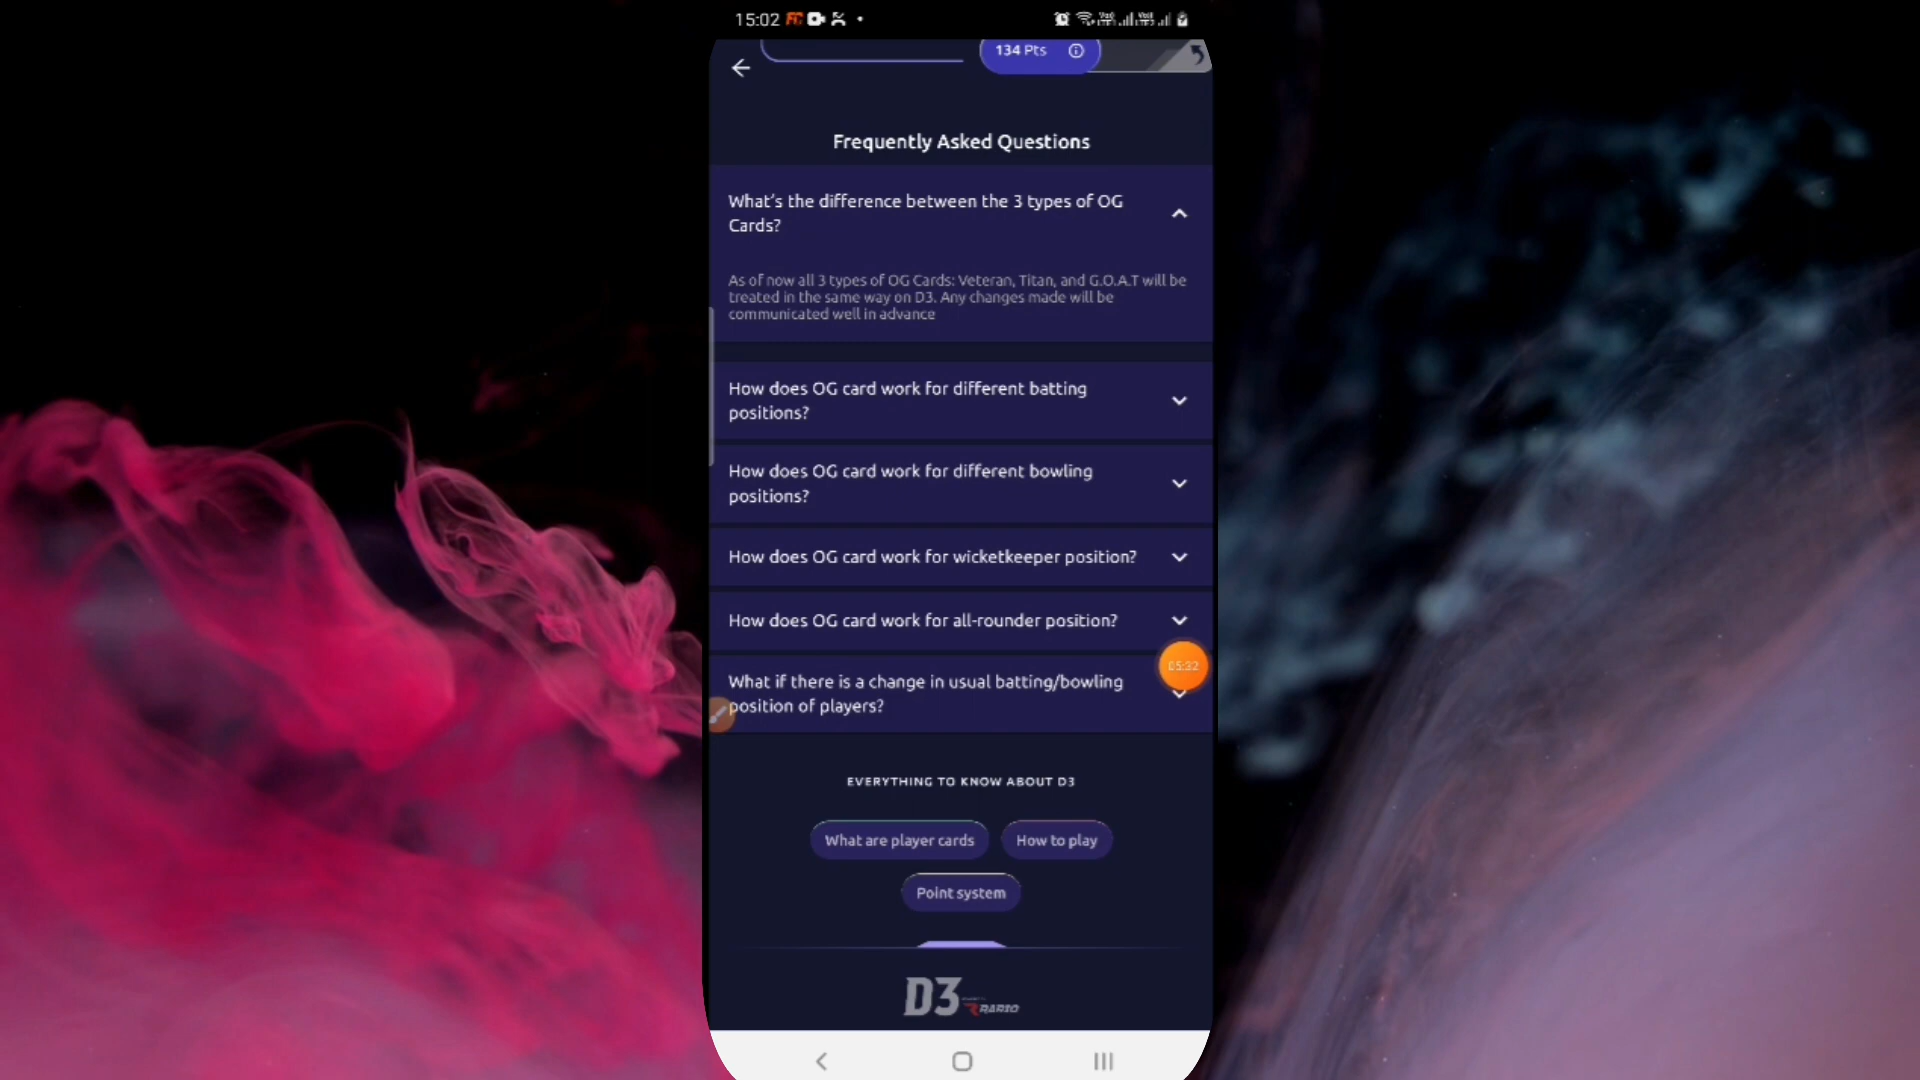 15:02
134 Pts
Frequently Asked Questions
What's the difference between the 3 types of OG
Cards?
As of now all 3 types of OG Cards: Veteran, Titan, and G.O.A.T will be
treated in the same way on D3. Any changes made will be
communicated well in advance
How does OG card work for different batting
positions?
How does OG card work for different bowling
positions?
How does OG card work for wicketkeeper position?
How does OG card work for all-rounder position?
05:22
What if there is a change in usual batting/bowling
position of players?
EVERYTHING TO KNOW ABOUT D3
What are player cards
How to play
Point system
D3
RARIO